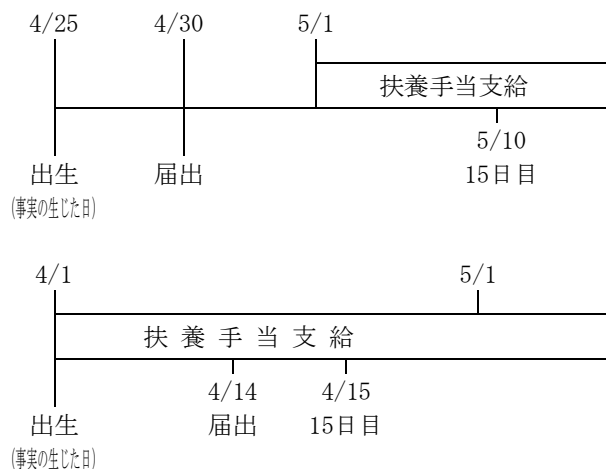 4/25 4/30 5/1
扶養手当支給
5/10
出生 届出 15日目
(事実の生じた日)
4/1 5/1
扶養手当支給
4/14 4/15
出生 届出 15日目
(事実の生じた日)